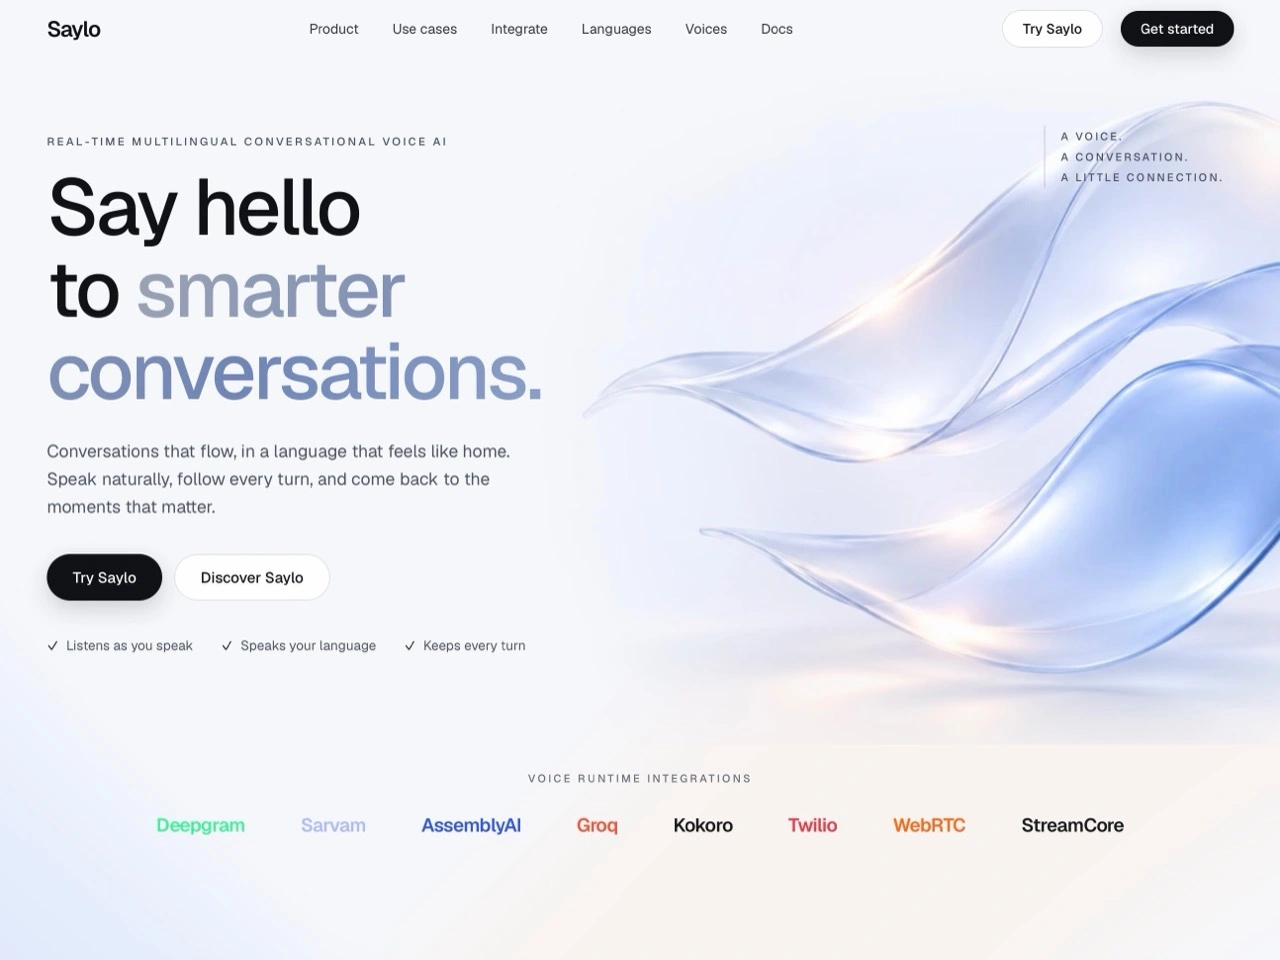 Saylo
Product Use cases Integrate Languages Voices Docs
Try Saylo Get started
REAL-TIME MULTILINGUAL CONVERSATIONAL VOICE AI
Say hello
to smarter
conversations.
A VOICE.
A CONVERSATION.
A LITTLE CONNECTION.
Conversations that flow, in a language that feels like home.
Speak naturally, follow every turn, and come back to the
moments that matter.
Try Saylo Discover Saylo
Listens as you speak Speaks your language Keeps every turn
VOICE RUNTIME INTEGRATIONS
Deepgram Sarvam AssemblyAI Groq Kokoro Twilio WebRTC StreamCore